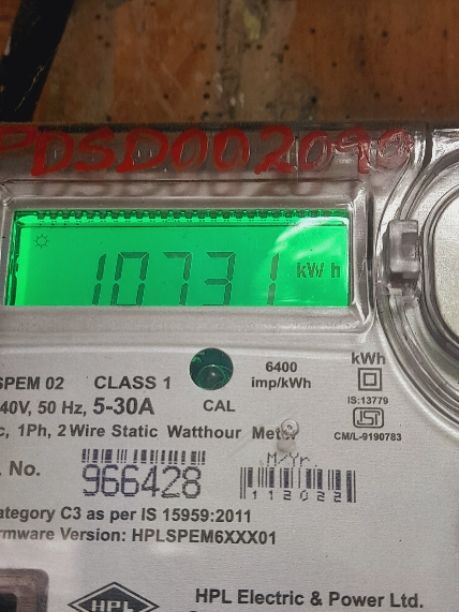 PDSD002090
10731 kWh
SPEM 02 CLASS 1
6400 imp/kWh
kWh
IS:13779
40V, 50 Hz, 5-30A CAL
CM/L-9190783
c, 1Ph, 2 Wire Static Watthour Meter
. No. 966428
M/Yr.
ategory C3 as per IS 15959:2011
rmware Version: HPLSPEM6XXX01
HPL HPL Electric & Power Ltd.